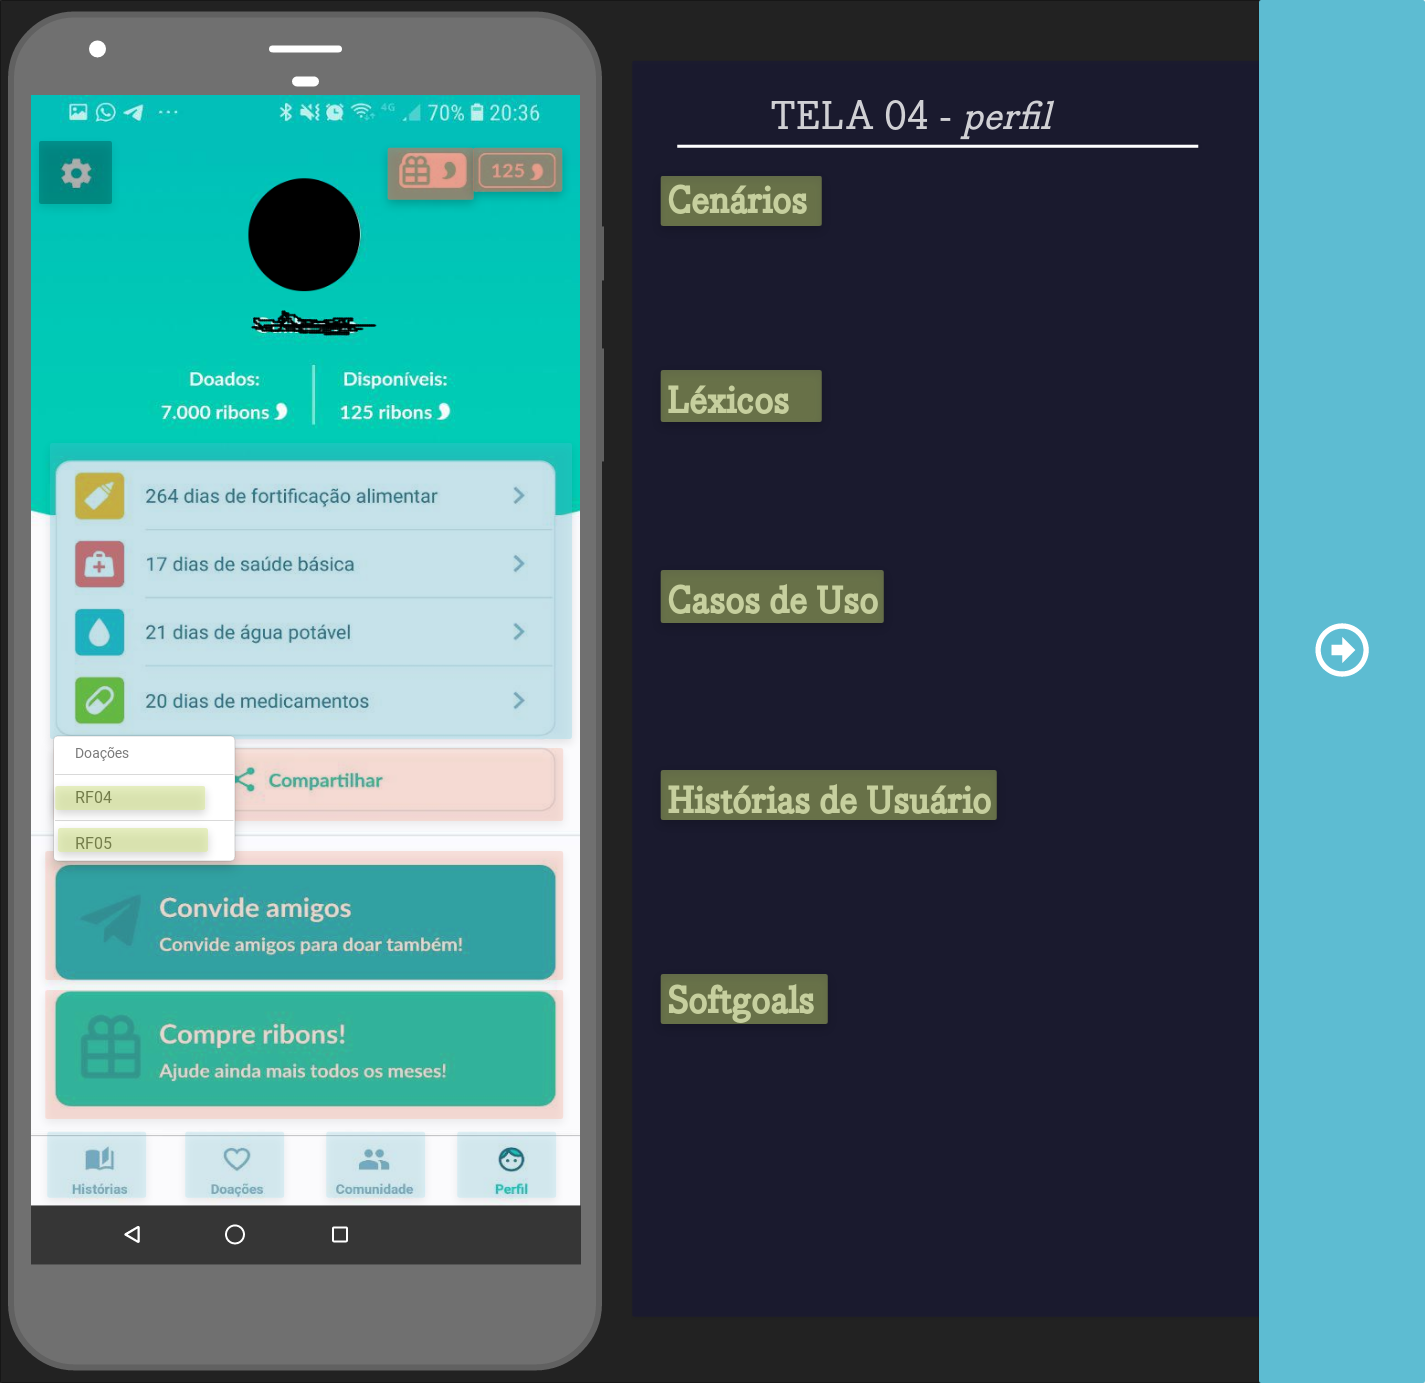 4G 70% 20:36
125
Doados:
7.000 ribons
Disponíveis:
125 ribons
264 dias de fortificação alimentar
17 dias de saúde básica
21 dias de água potável
20 dias de medicamentos
Doações
RF04
RF05
Compartilhar
Convide amigos
Convide amigos para doar também!
Compre ribons!
Ajude ainda mais todos os meses!
Histórias
Doações
Comunidade
Perfil
TELA 04 - perfil
Cenários
Léxicos
Casos de Uso
Histórias de Usuário
Softgoals